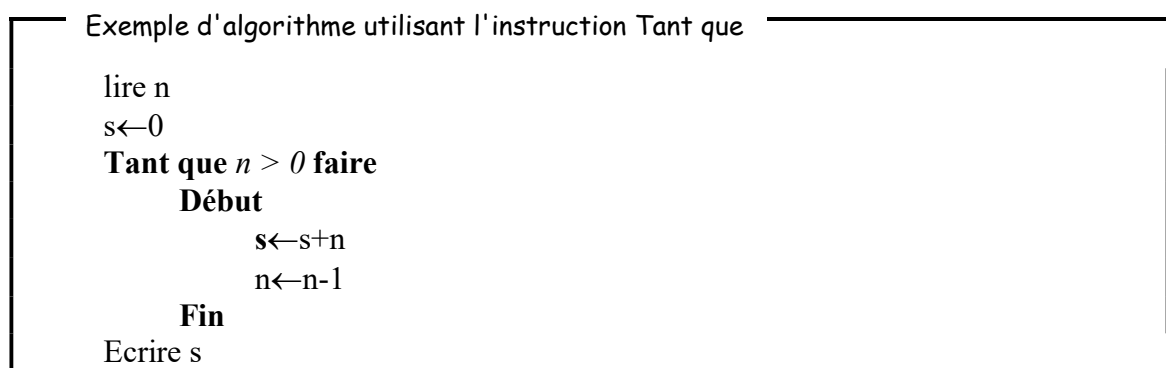 Exemple d'algorithme utilisant l'instruction Tant que
lire n
s←0
Tant que n > 0 faire
Début
s←s+n
n←n-1
Fin
Ecrire s